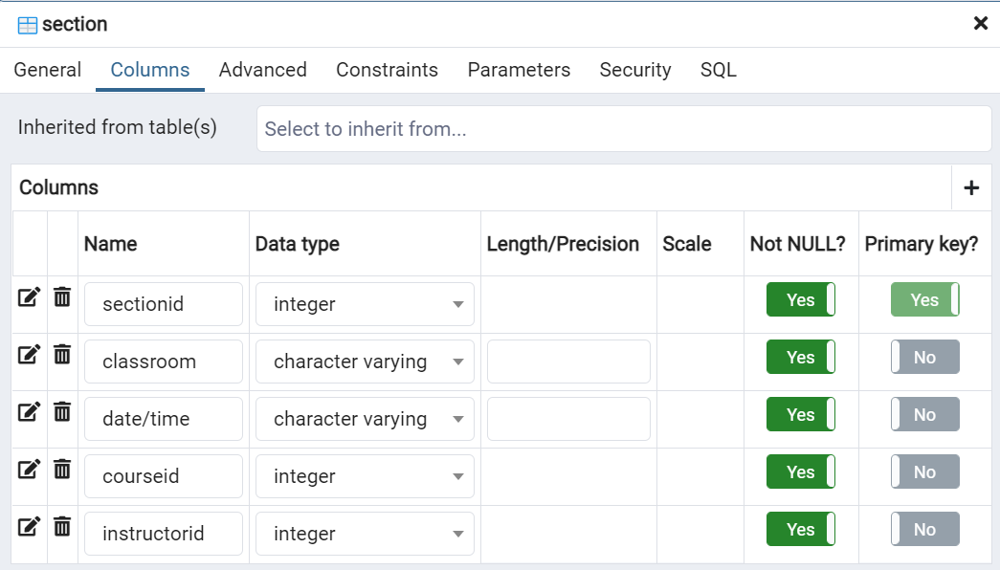 section
General Columns Advanced Constraints Parameters Security SQL
Inherited from table(s) Select to inherit from...
Columns
Name Data type Length/Precision Scale Not NULL? Primary key?
sectionid integer Yes Yes
classroom character varying Yes No
date/time character varying Yes No
courseid integer Yes No
instructorid integer Yes No